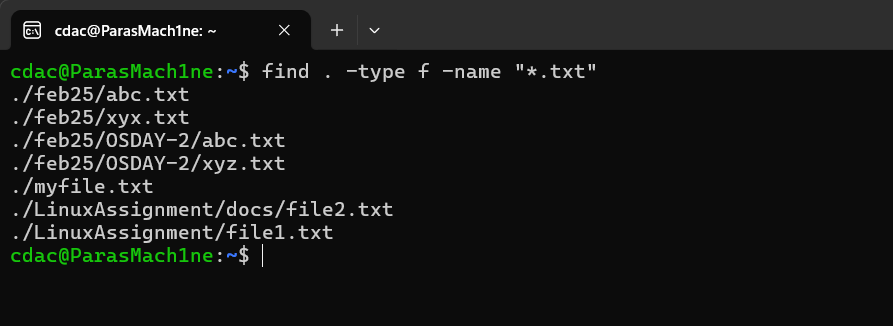 cdac@ParasMach1ne: ~
cdac@ParasMach1ne:~$ find . -type f -name "*.txt"
./feb25/abc.txt
./feb25/xyx.txt
./feb25/OSDAY-2/abc.txt
./feb25/OSDAY-2/xyz.txt
./myfile.txt
./LinuxAssignment/docs/file2.txt
./LinuxAssignment/file1.txt
cdac@ParasMach1ne:~$